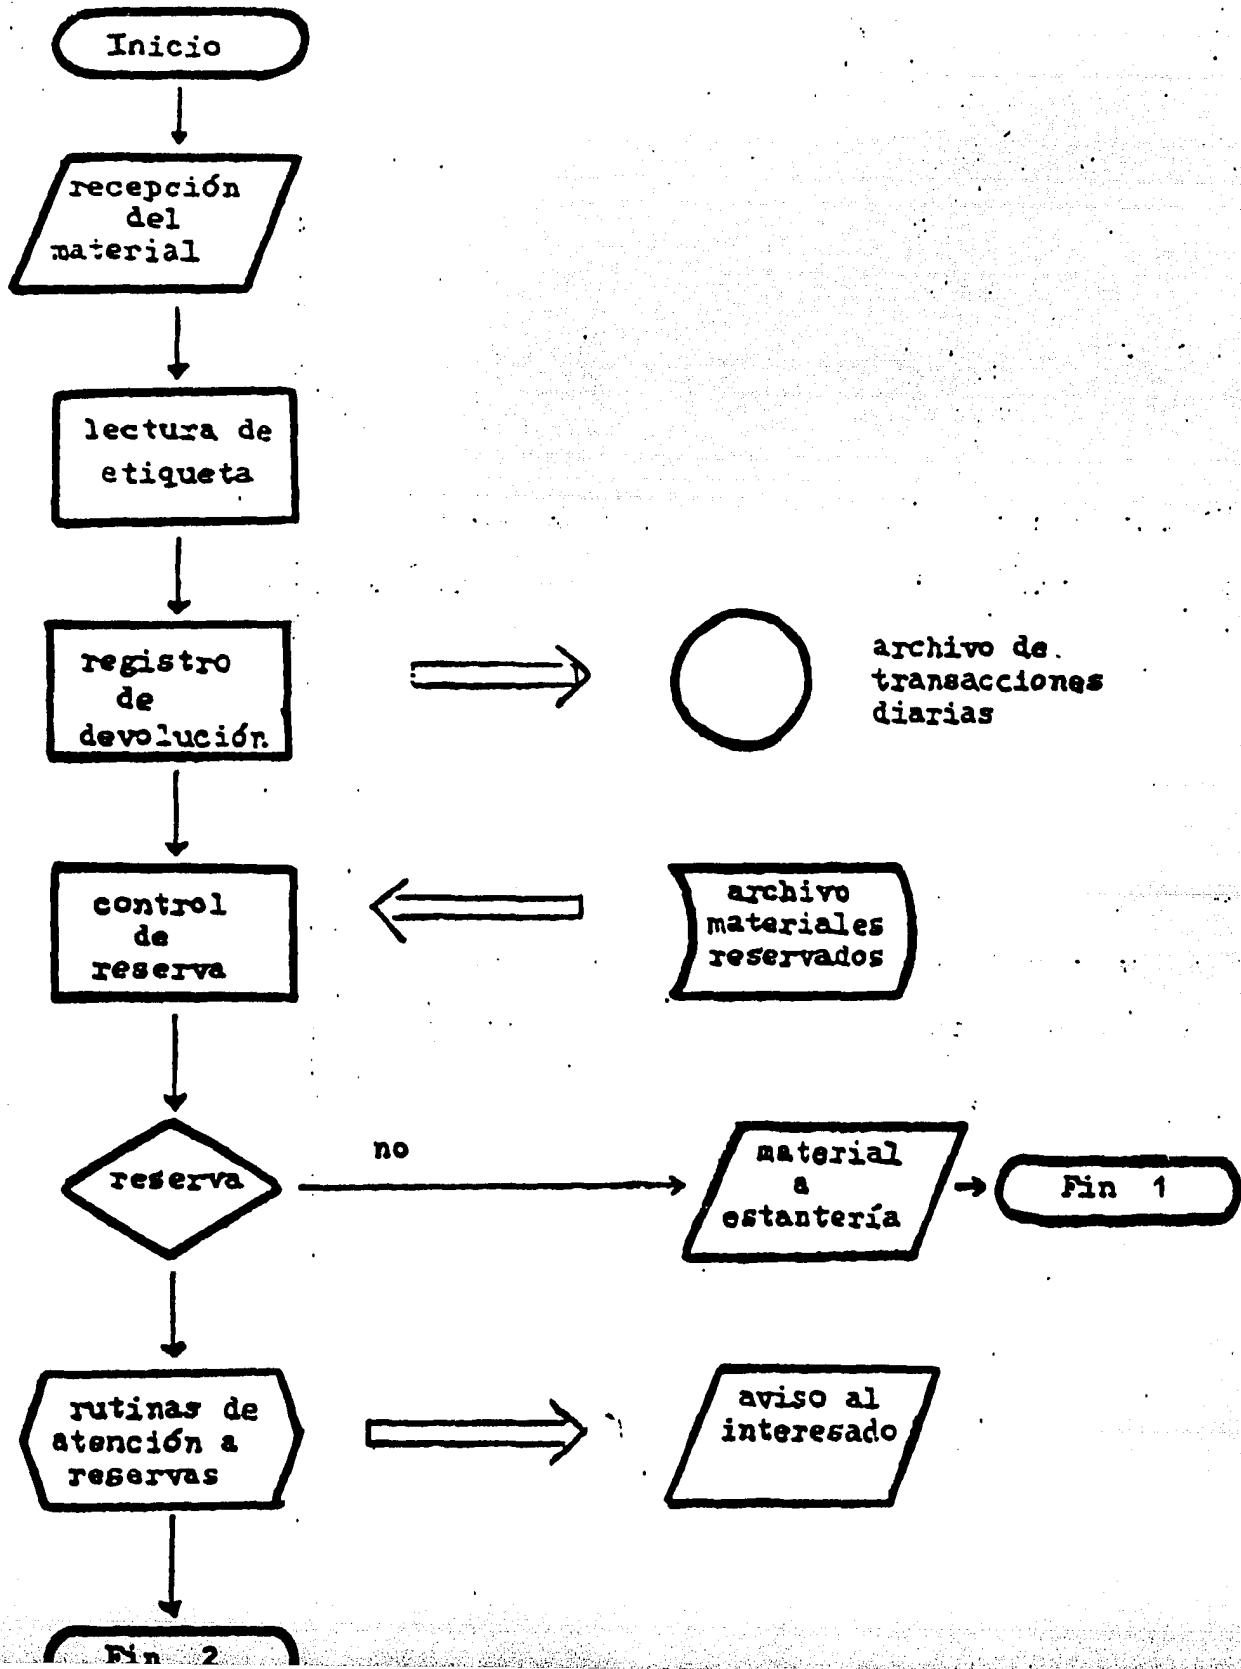 Inicio
recepción
del
material
lectura de
etiqueta
registro
de
devolución
archivo de
transacciones
diarias
control
de
reserva
archivo
materiales
reservados
reserva
no
material
a
estantería
Fin 1
rutinas de
atención a
reservas
aviso al
interesado
Fin 2